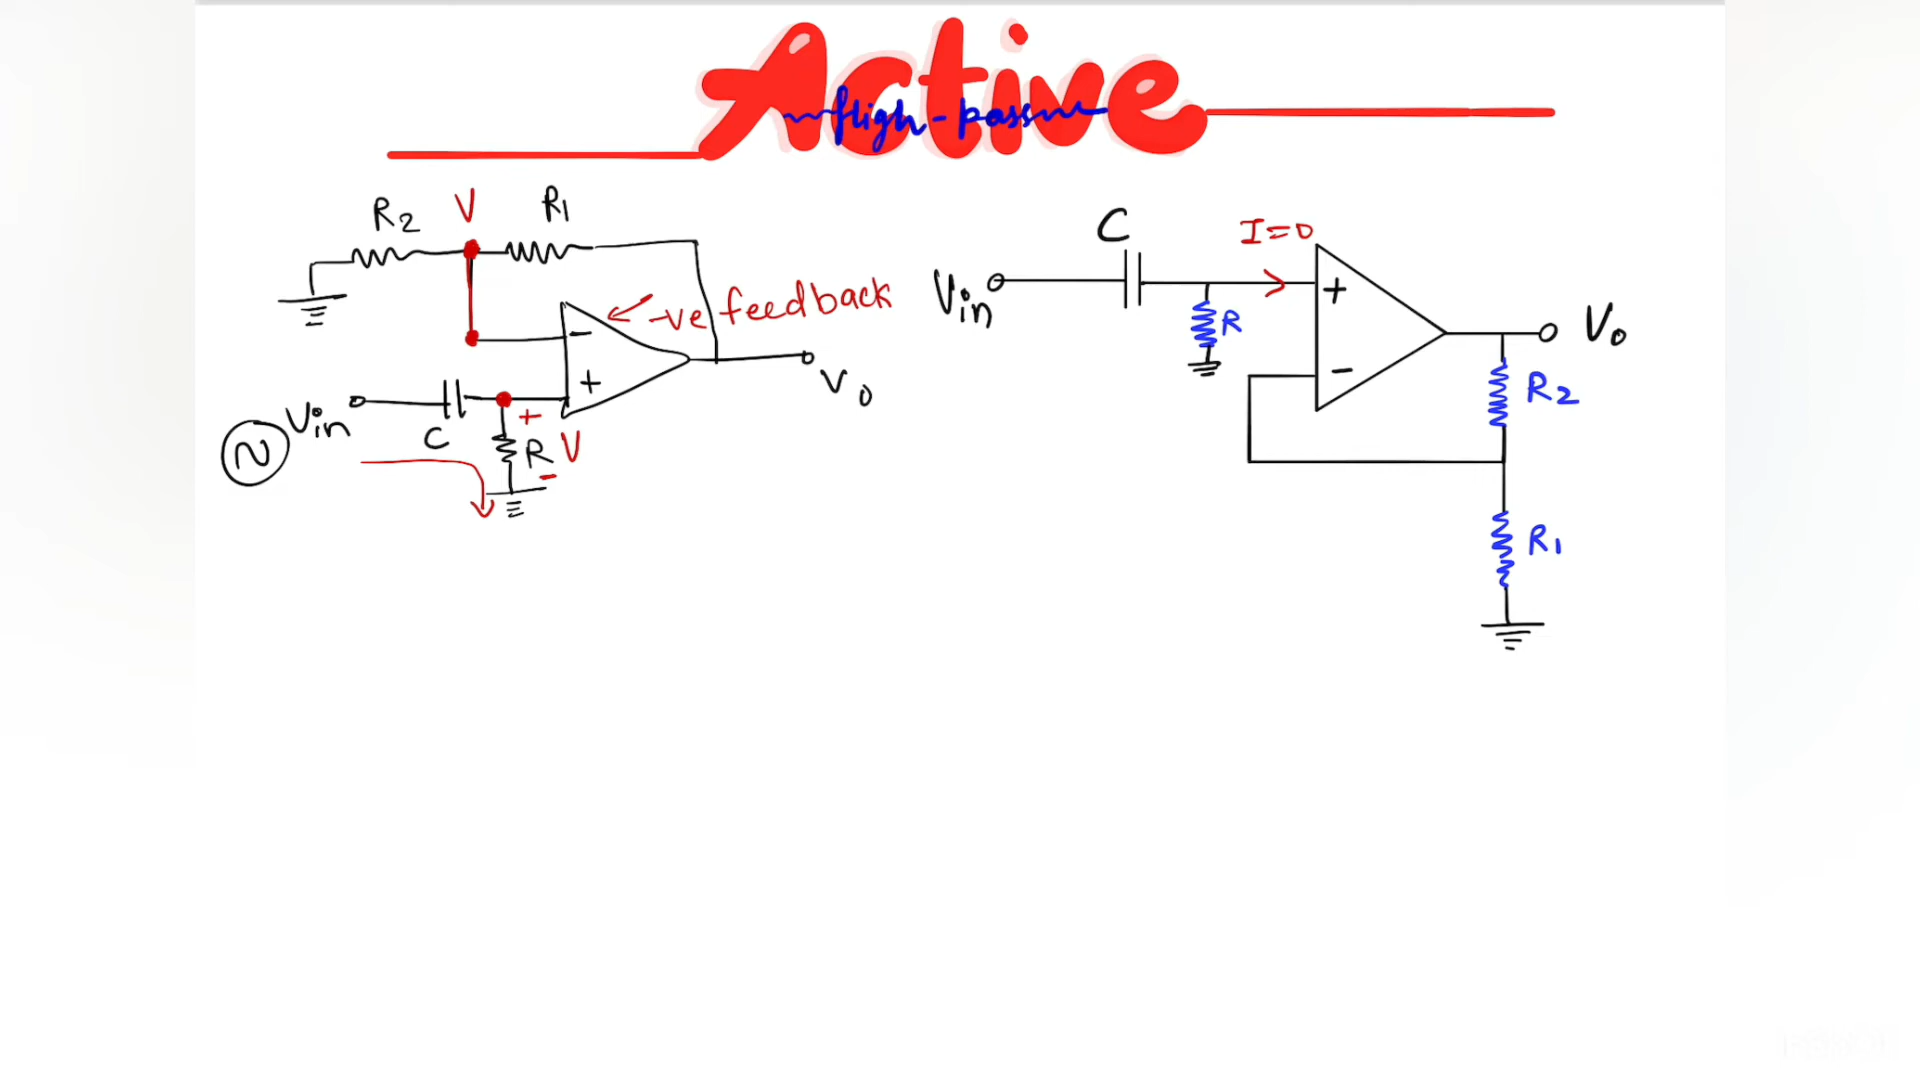 Active
High-pass
R2 V R1
-ve feedback
-
+
Vin C
+
R V
-
Vo
C I=0
Vin
R
+
-
Vo
R2
R1